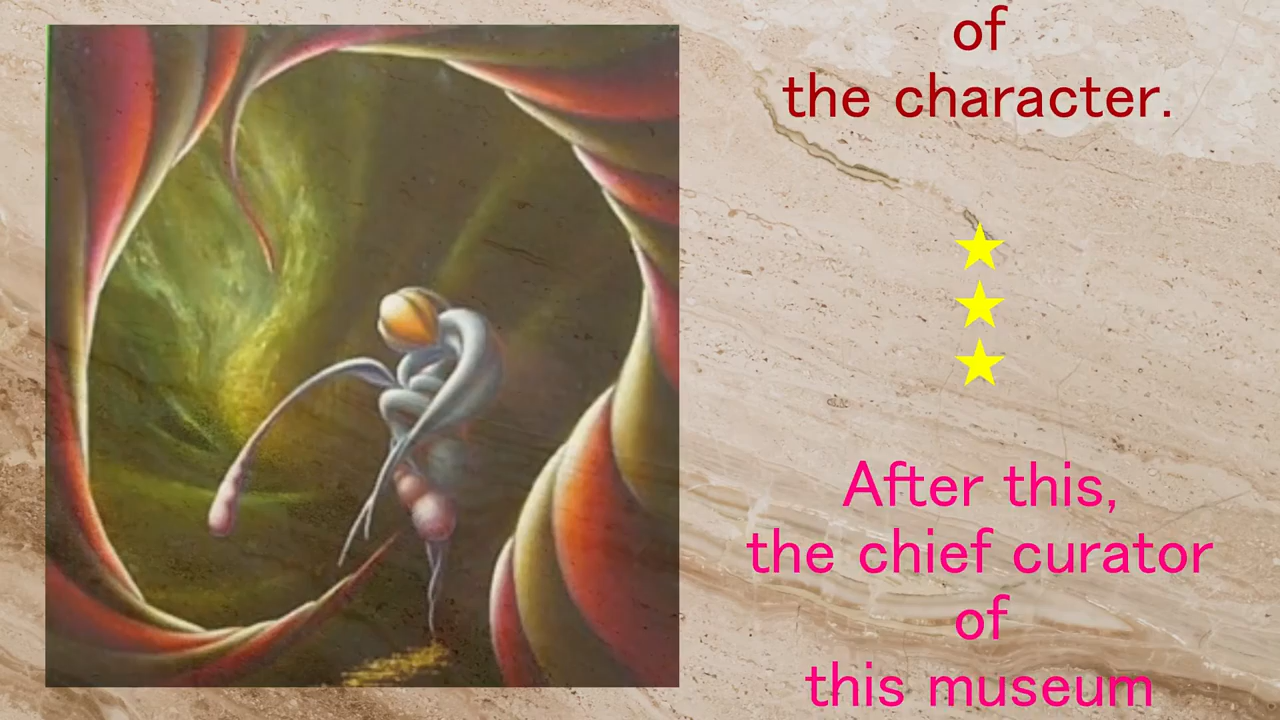 of
the character.
★
★
★
After this,
the chief curator
of
this museum